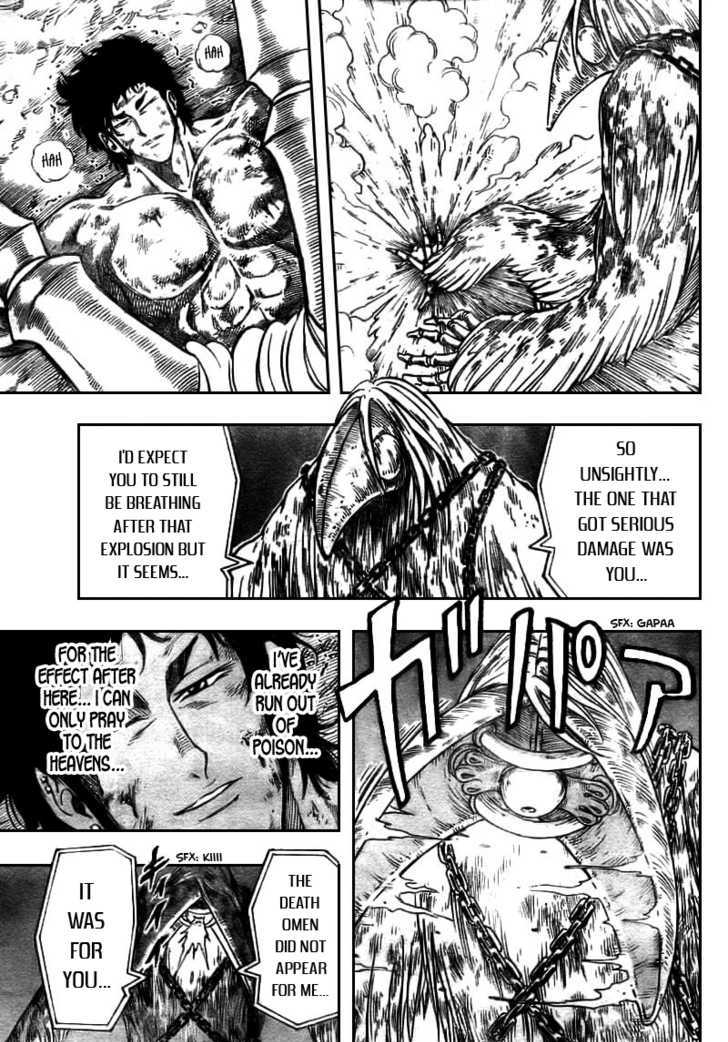 HAH
HAH
SO
UNSIGHTLY...
THE ONE THAT
GOT SERIOUS
DAMAGE WAS
YOU...
I'D EXPECT
YOU TO STILL
BE BREATHING
AFTER THAT
EXPLOSION BUT
IT SEEMS...
SFX: GAPAA
ガパァ
I'VE
ALREADY
RUN OUT
OF
POISON...
FOR THE
EFFECT AFTER
HERE... I CAN
ONLY PRAY
TO THE
HEAVENS...
SFX: KIIII
THE
DEATH
OMEN
DID NOT
APPEAR
FOR ME...
IT
WAS
FOR
YOU...